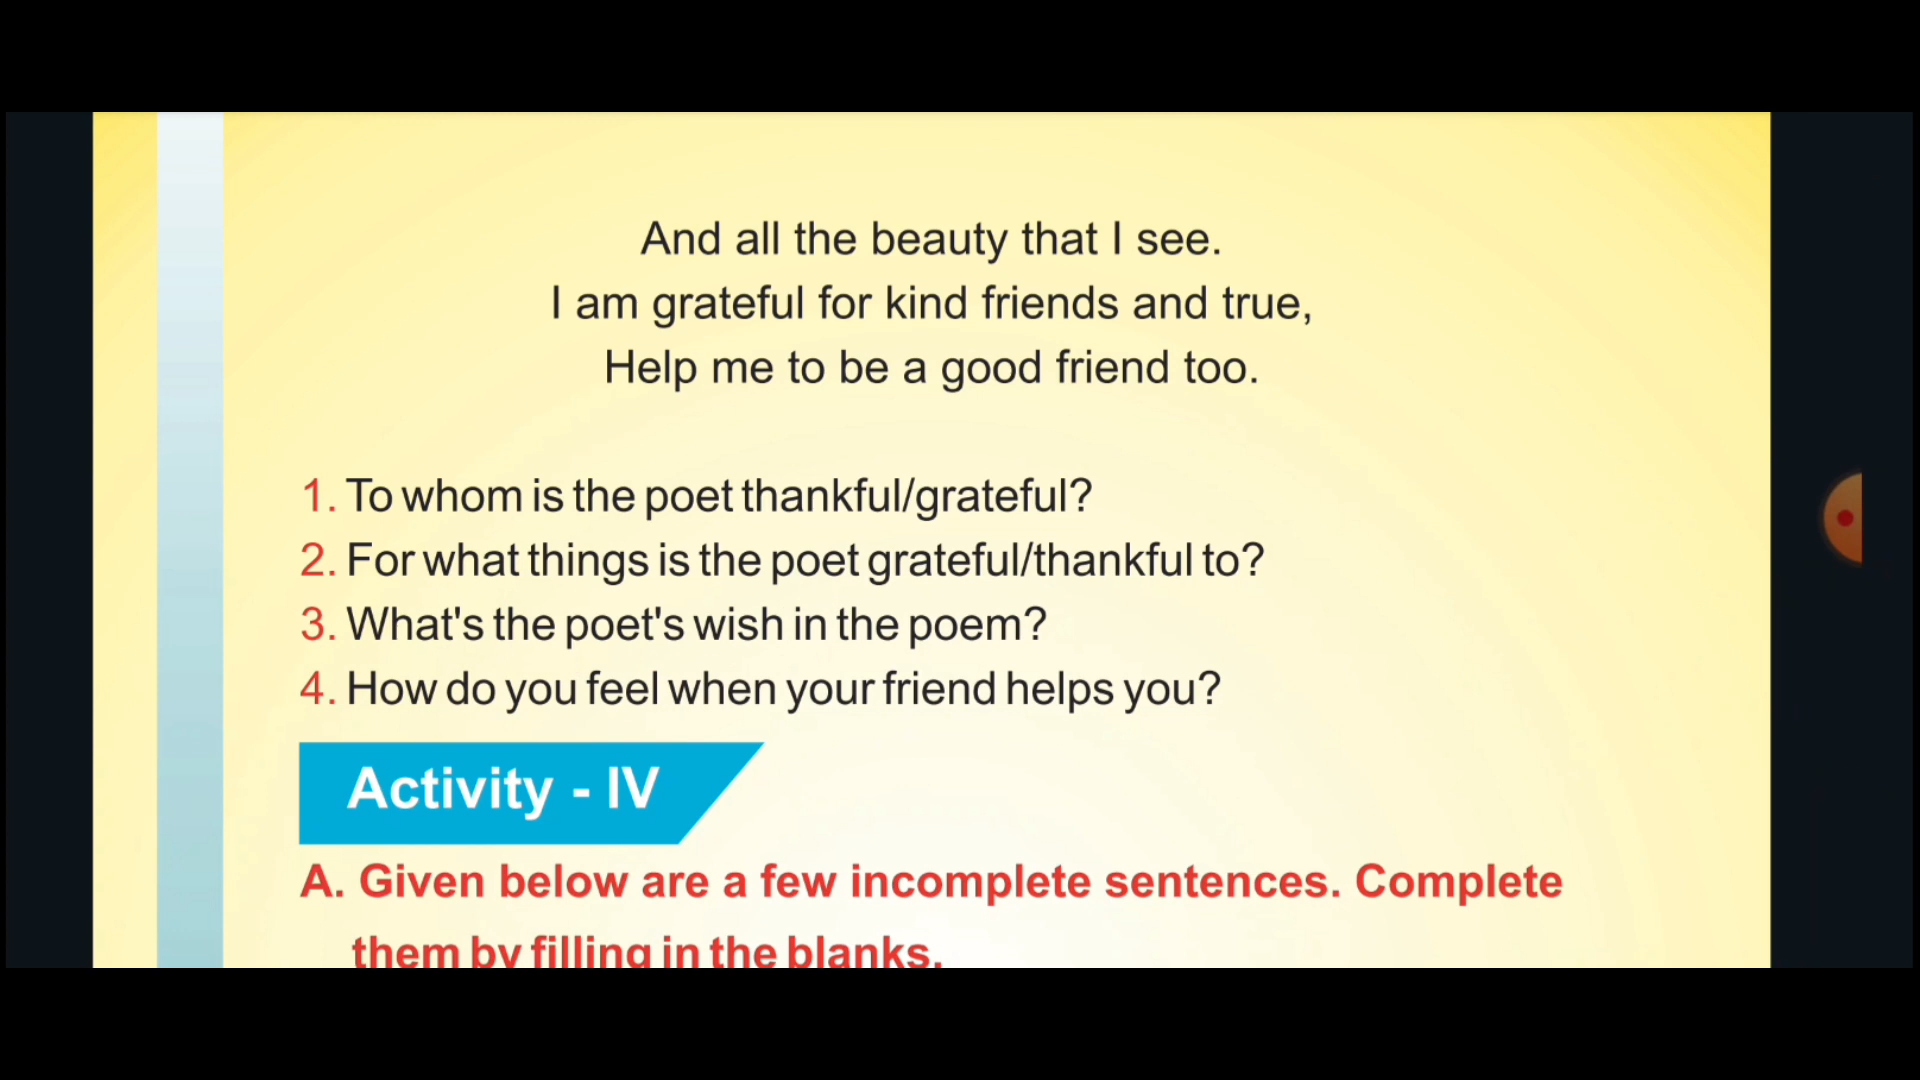 And all the beauty that I see.
I am grateful for kind friends and true,
Help me to be a good friend too.
1. To whom is the poet thankful/grateful?
2. For what things is the poet grateful/thankful to?
3. What's the poet's wish in the poem?
4. How do you feel when your friend helps you?
Activity - IV
A. Given below are a few incomplete sentences. Complete
them by filling in the blanks.